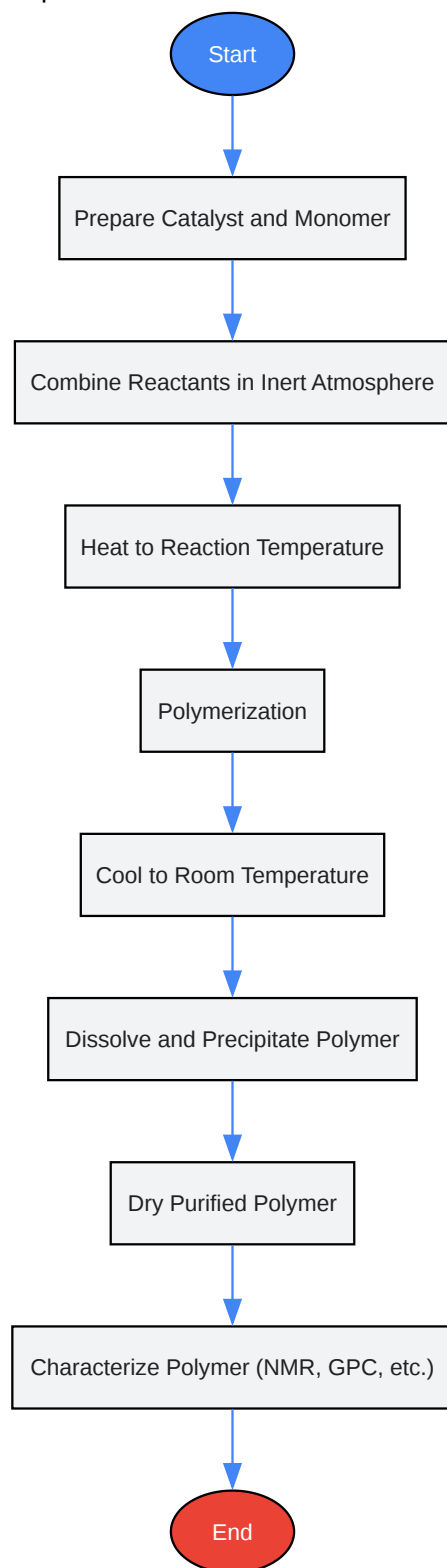 Start
Prepare Catalyst and Monomer
Combine Reactants in Inert Atmosphere
Heat to Reaction Temperature
Polymerization
Cool to Room Temperature
Dissolve and Precipitate Polymer
Dry Purified Polymer
Characterize Polymer (NMR, GPC, etc.)
End